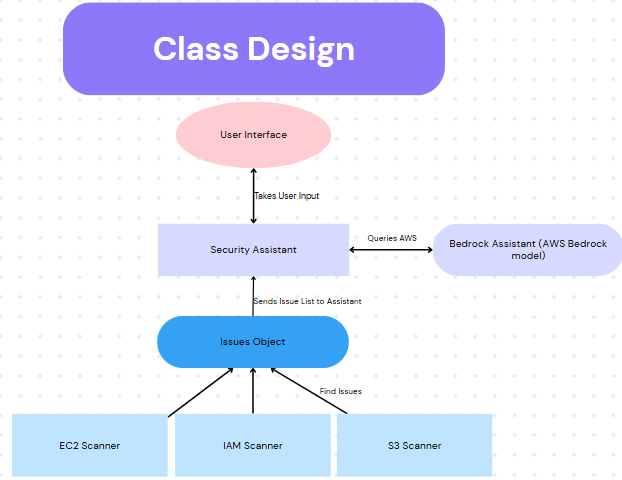 Class Design
User Interface
Takes User Input
Queries AWS
Security Assistant
Bedrock Assistant (AWS Bedrock
model)
Sends Issue List to Assistant
Issues Object
Find Issues
EC2 Scanner
IAM Scanner
S3 Scanner